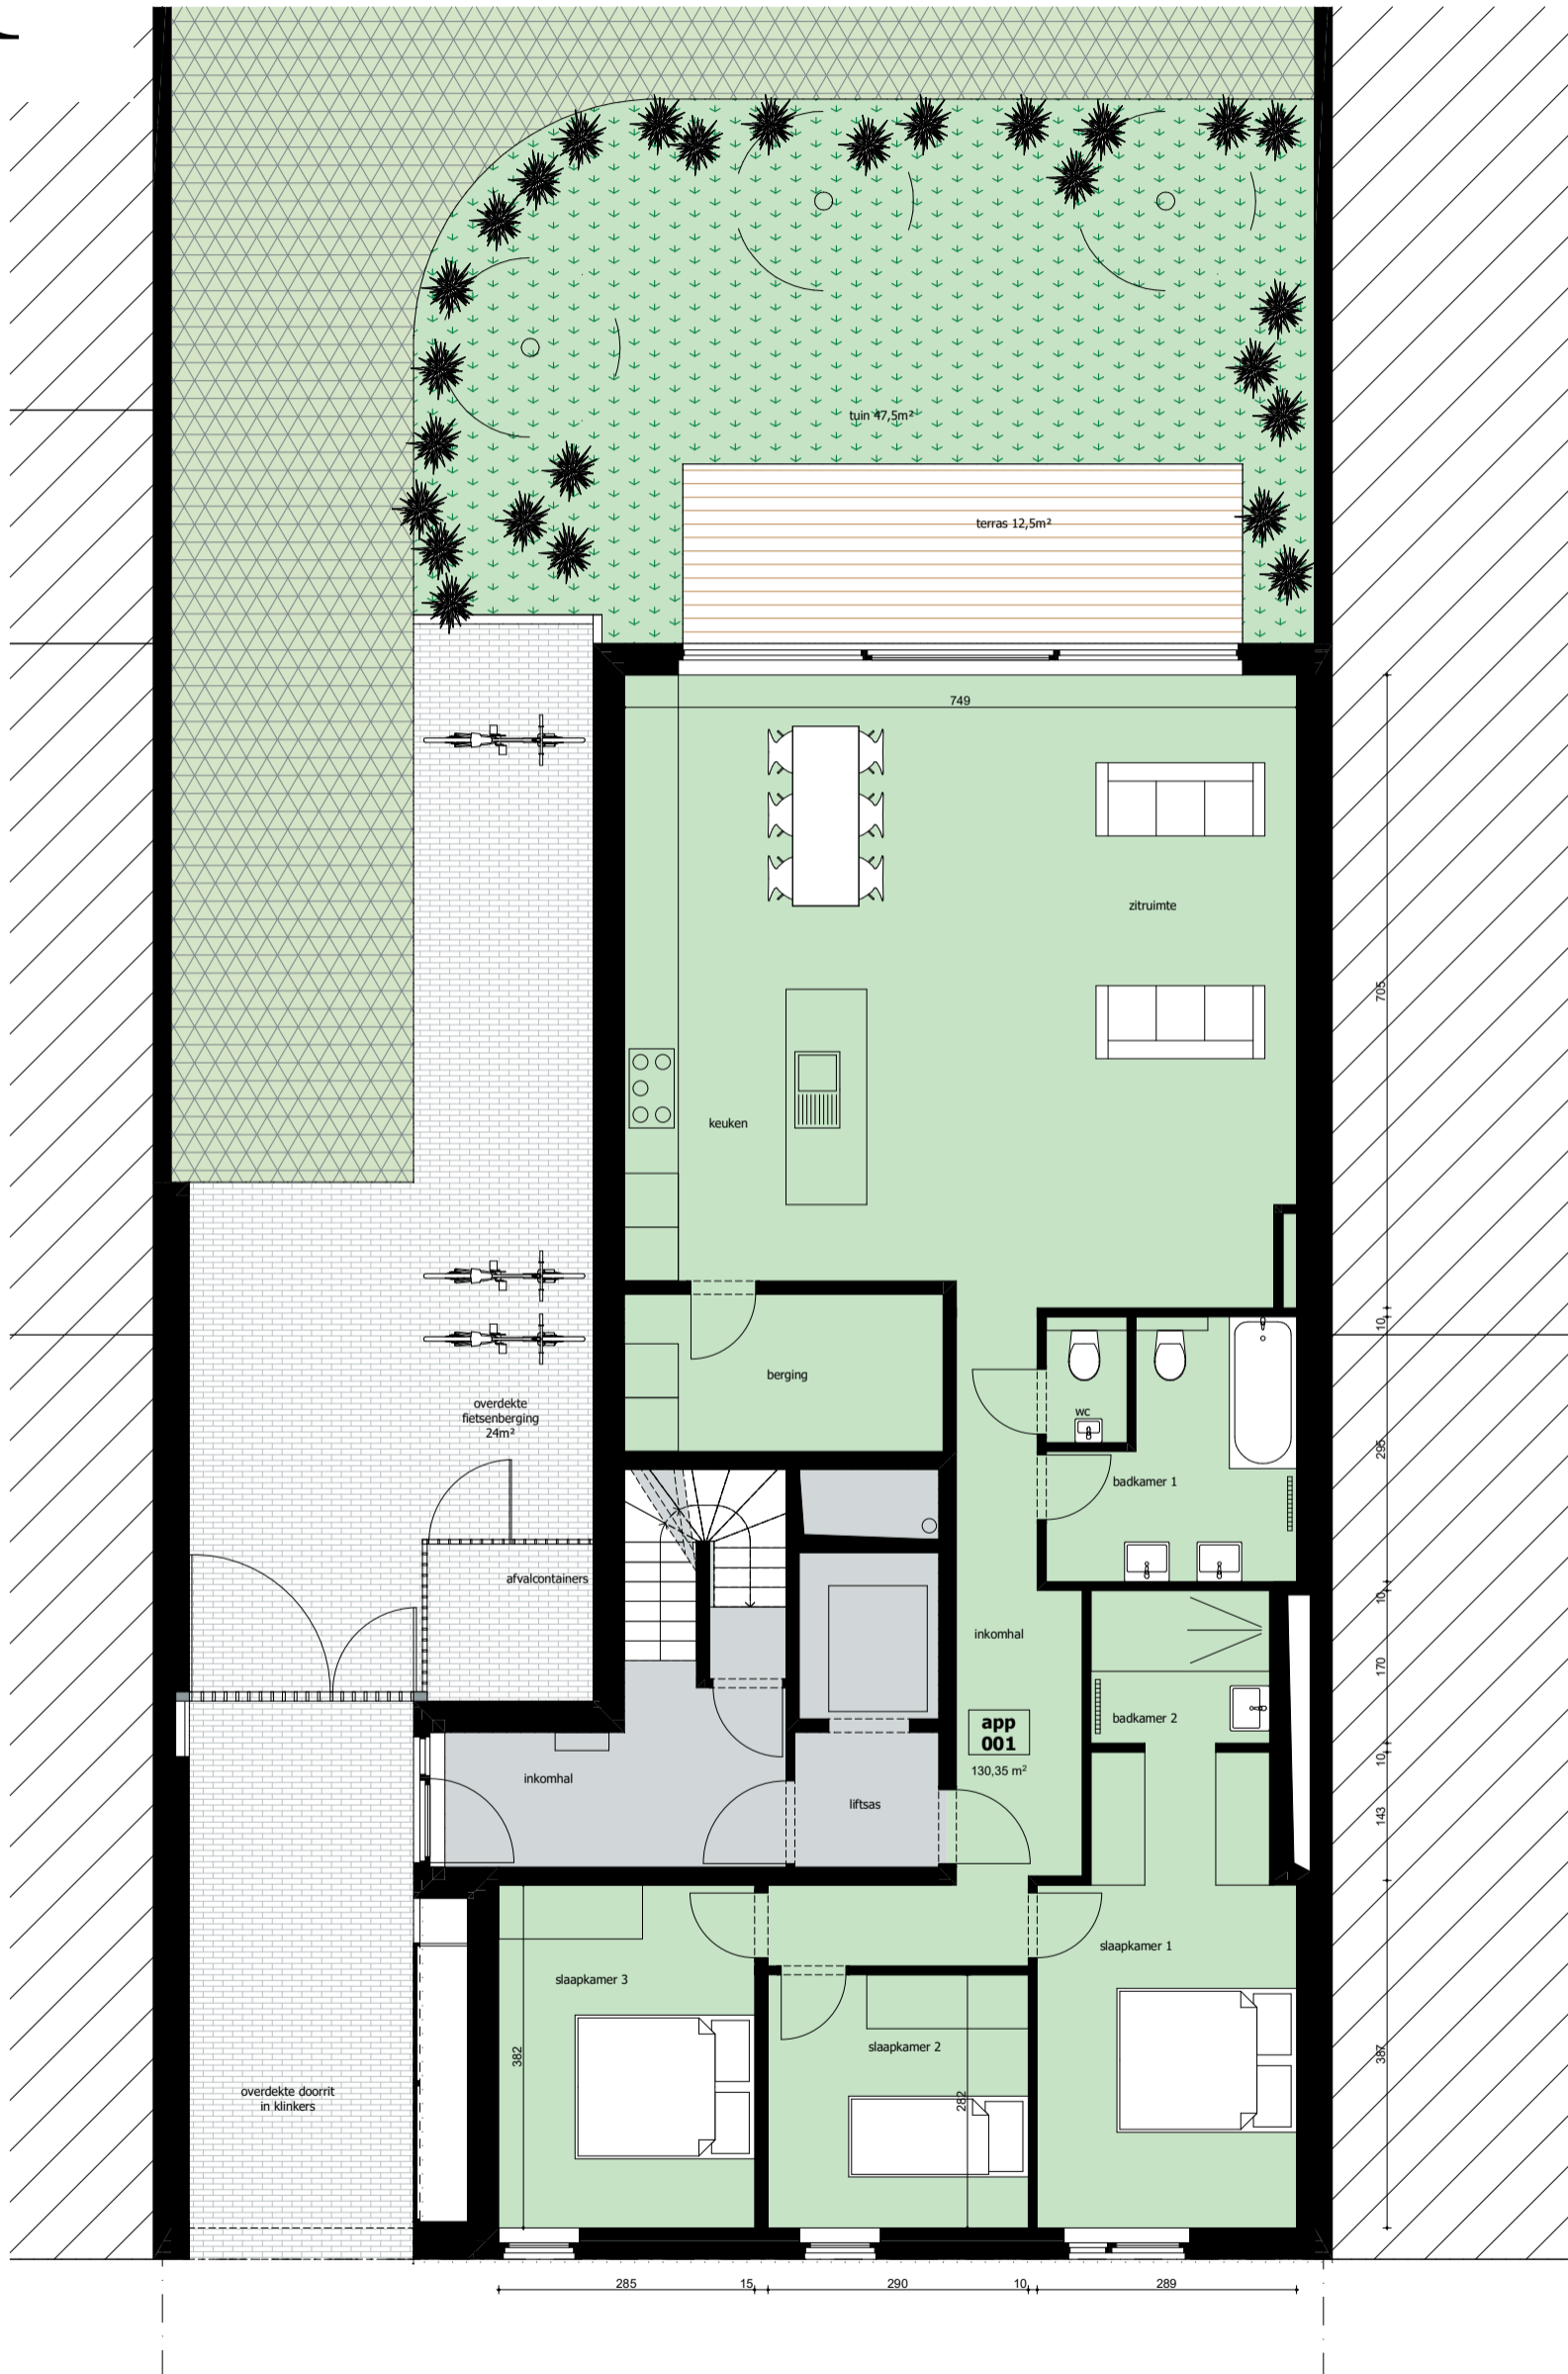 tuin 47,5m²
terras 12,5m²
749
zitruimte
705
keuken
10
berging
wc
overdekte
fietsenberging
24m²
295
badkamer 1
afvalcontainers
10
inkomhal
170
badkamer 2
app
001
10
130,35 m²
inkomhal
liftsas
143
slaapkamer 1
slaapkamer 3
slaapkamer 2
382
387
282
overdekte doorrit
in klinkers
285
15
290
10
289